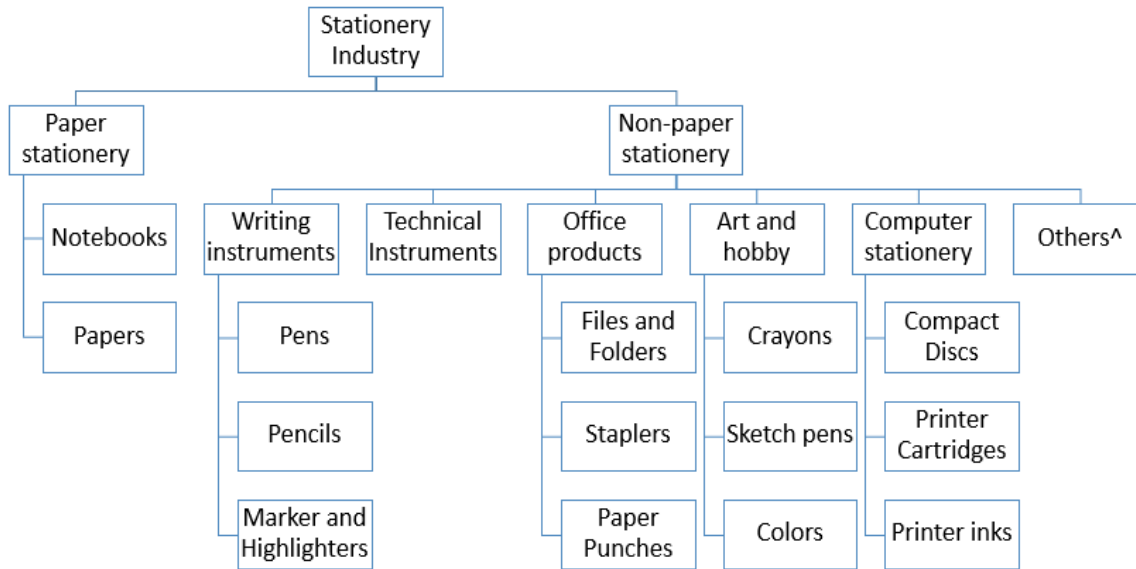 Stationery
Industry
Paper
stationery
Non-paper
stationery
Notebooks
Papers
Writing
instruments
Technical
Instruments
Office
products
Art and
hobby
Computer
stationery
Others^
Pens
Pencils
Marker and
Highlighters
Files and
Folders
Staplers
Paper
Punches
Crayons
Sketch pens
Colors
Compact
Discs
Printer
Cartridges
Printer inks